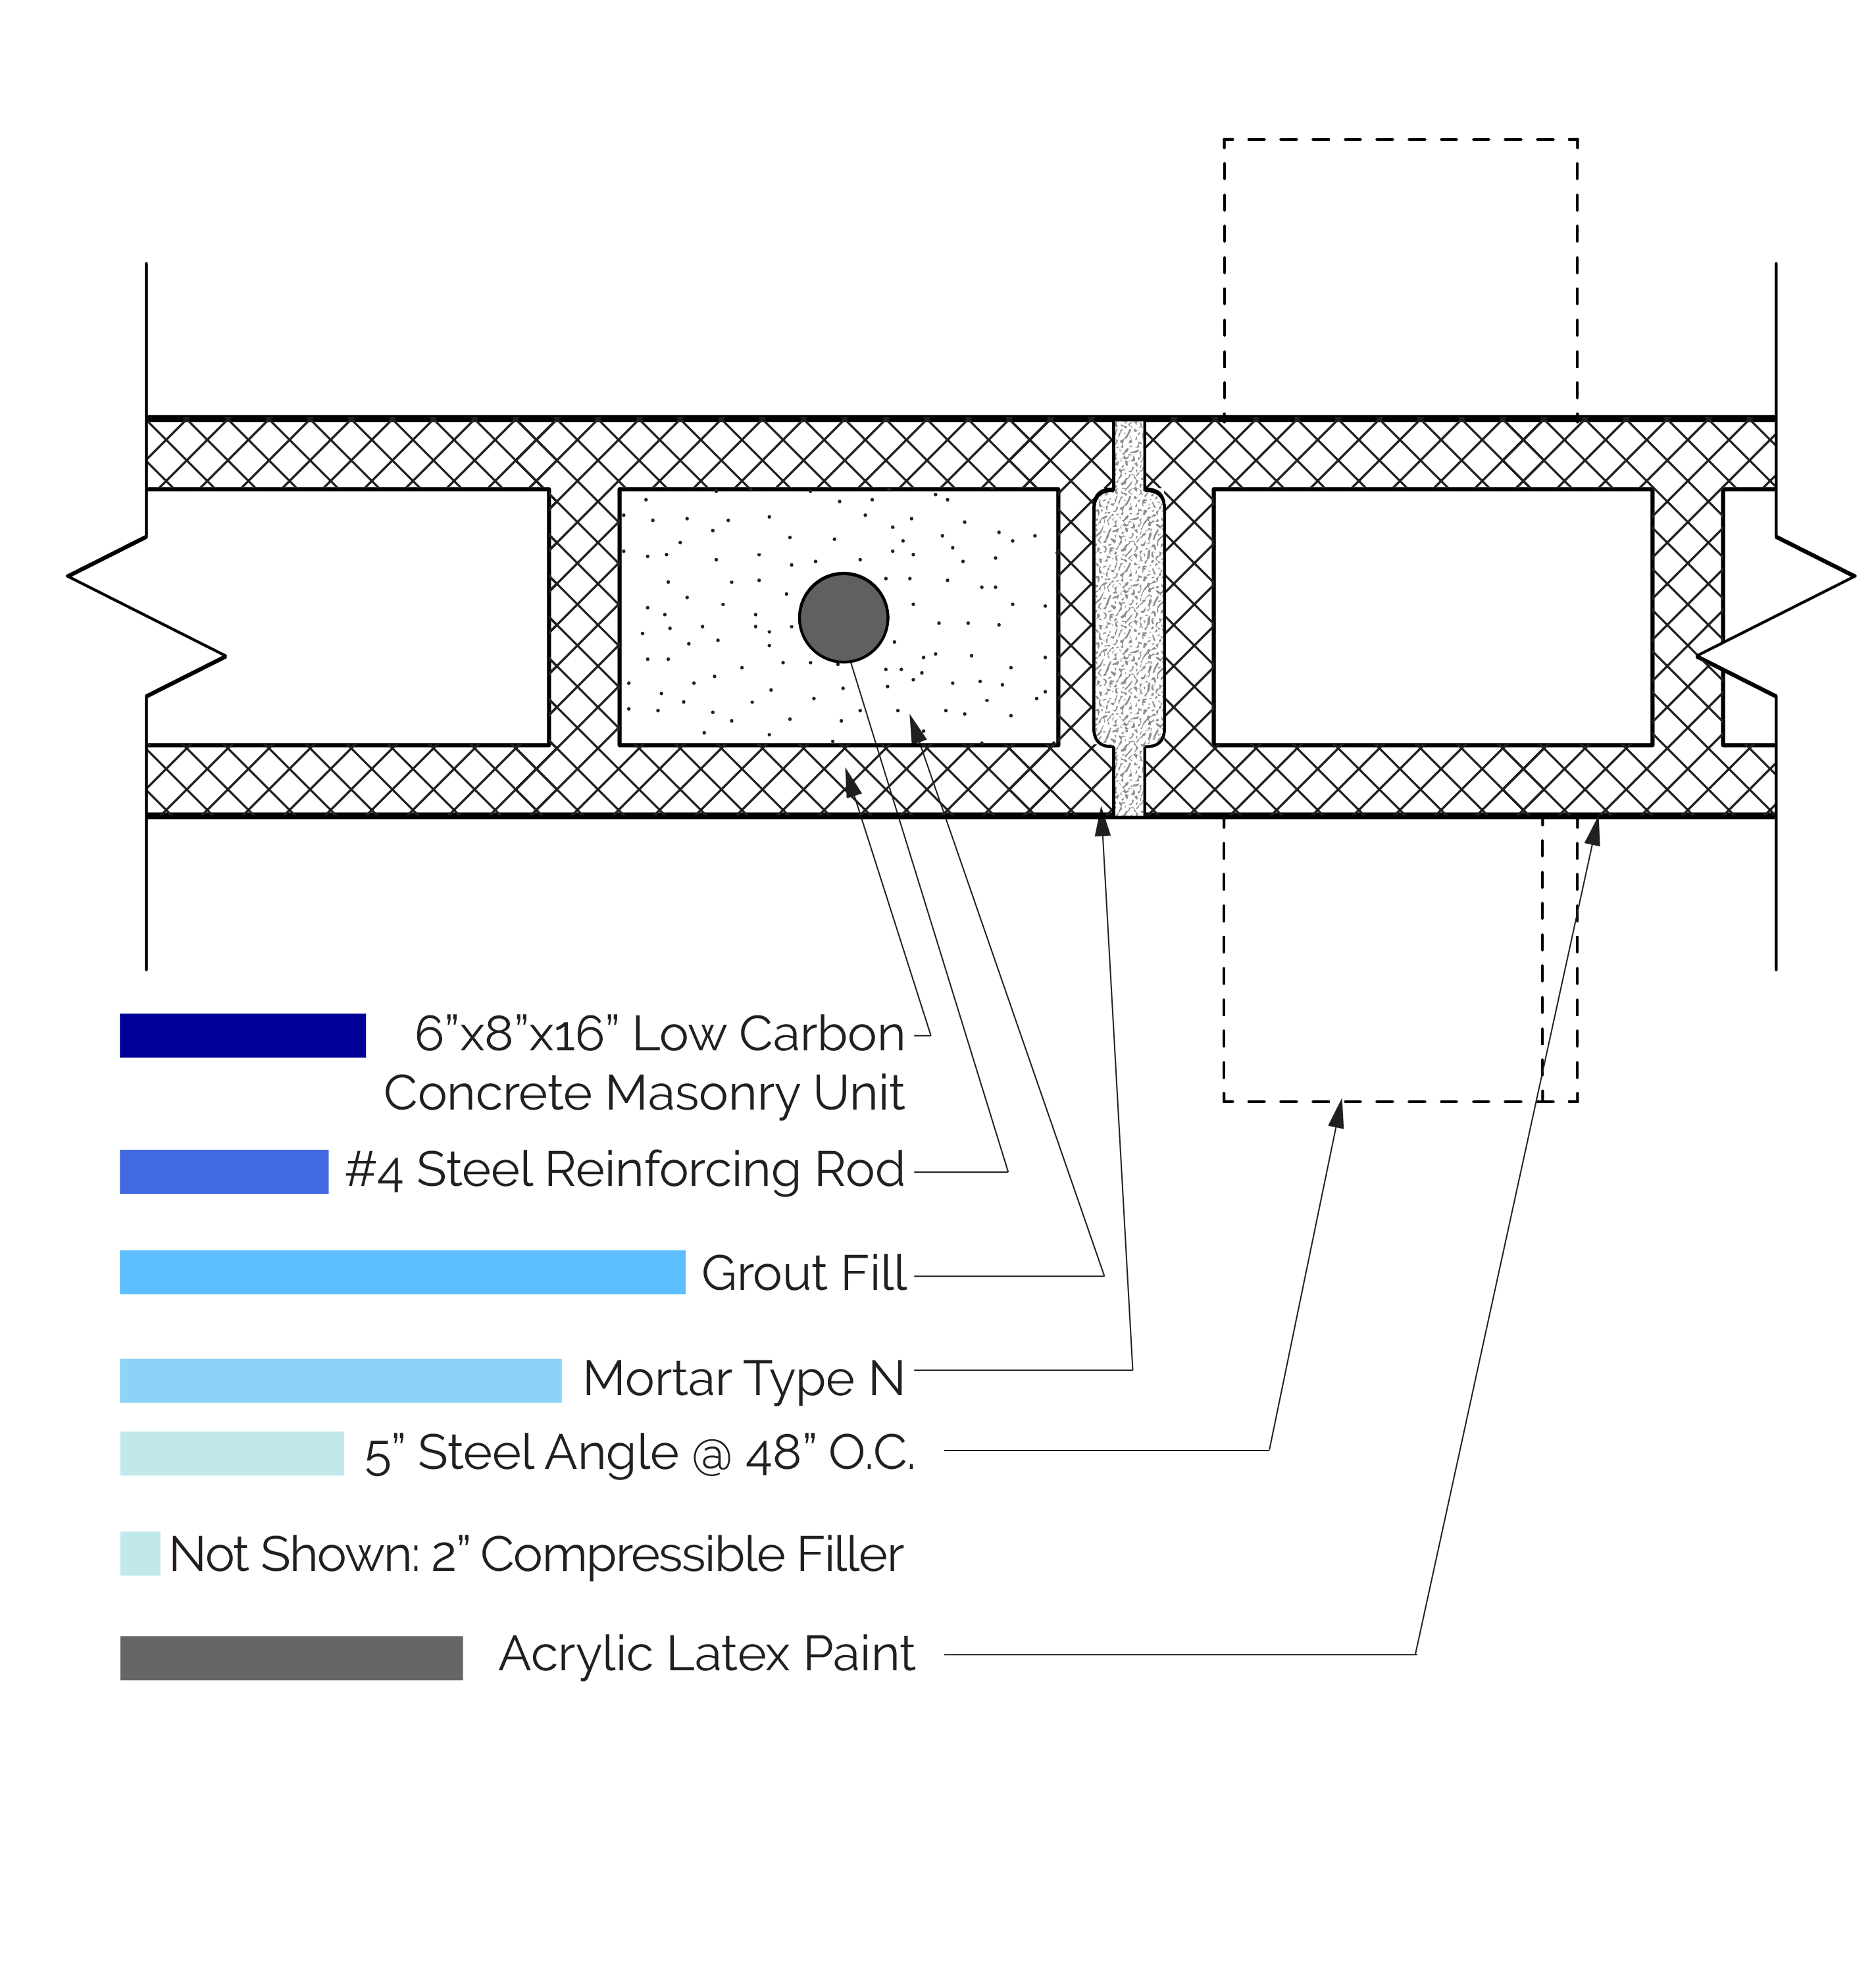 6”x8”x16” Low Carbon
Concrete Masonry Unit
#4 Steel Reinforcing Rod
Grout Fill
Mortar Type N
5” Steel Angle @ 48” O.C.
Not Shown: 2” Compressible Filler
Acrylic Latex Paint